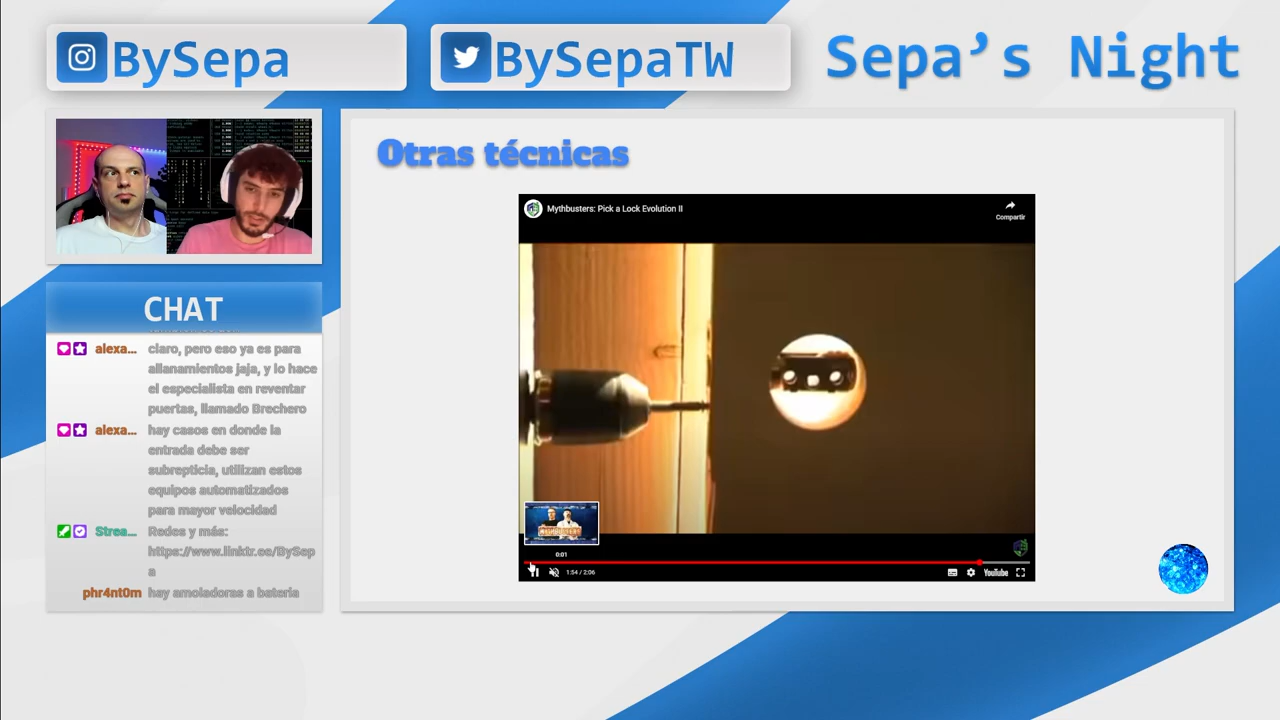 BySepa
BySepaTW
Sepa's Night
Otras técnicas
Mythbusters: Pick a Lock Evolution II
Compartir
CHAT
alexa... claro, pero eso ya es para
allanamientos jaja, y lo hace
el especialista en reventar
puertas, llamado Brechero
alexa... hay casos en donde la
entrada debe ser
subrepticia, utilizan estos
equipos automatizados
para mayor velocidad
Strea... Redes y más:
https://www.linktr.ee/BySep
a
phr4nt0m hay amoladoras a batería
0:01
1:54 / 2:06
YouTube